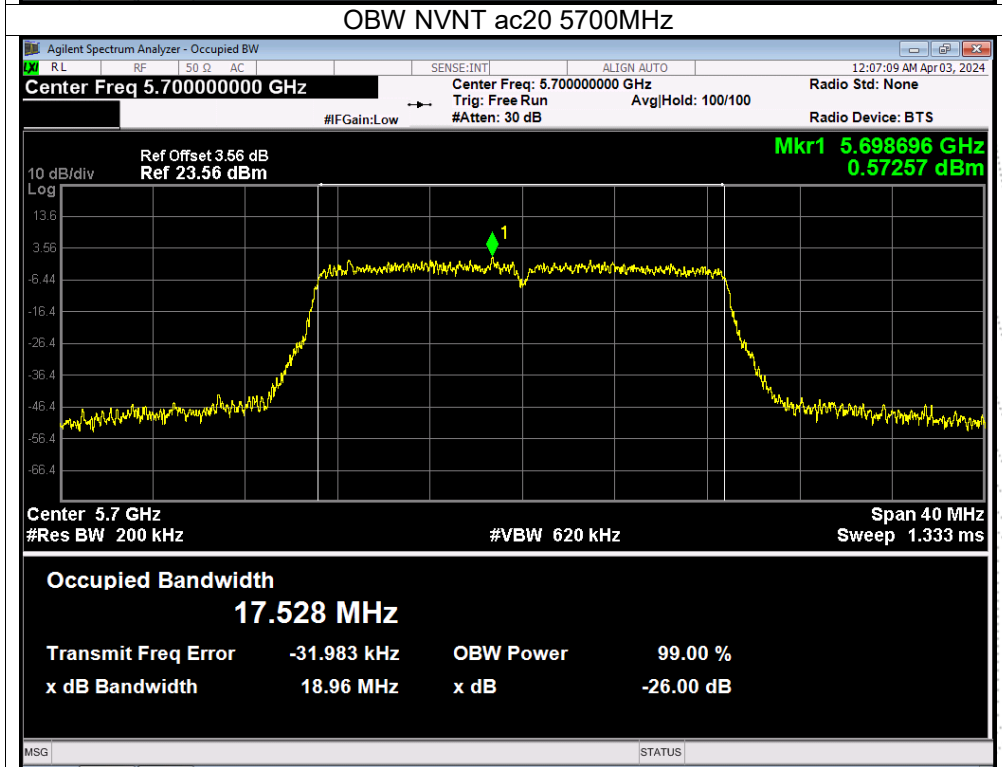 OBW NVNT ac20 5700MHz
Agilent Spectrum Analyzer - Occupied BW
LXI RL RF 50 Ω AC SENSE:INT ALIGN AUTO 12:07:09 AM Apr 03, 2024
Center Freq 5.700000000 GHz Center Freq: 5.700000000 GHz Radio Std: None
Trig: Free Run Avg|Hold: 100/100
#IFGain:Low #Atten: 30 dB Radio Device: BTS
Mkr1 5.698696 GHz
0.57257 dBm
Ref Offset 3.56 dB
10 dB/div Ref 23.56 dBm
Log
13.6
1
3.56
-6.44
-16.4
-26.4
-36.4
-46.4
-56.4
-66.4
Center 5.7 GHz Span 40 MHz
#Res BW 200 kHz #VBW 620 kHz Sweep 1.333 ms
Occupied Bandwidth
17.528 MHz
Transmit Freq Error -31.983 kHz OBW Power 99.00 %
x dB Bandwidth 18.96 MHz x dB -26.00 dB
MSG STATUS